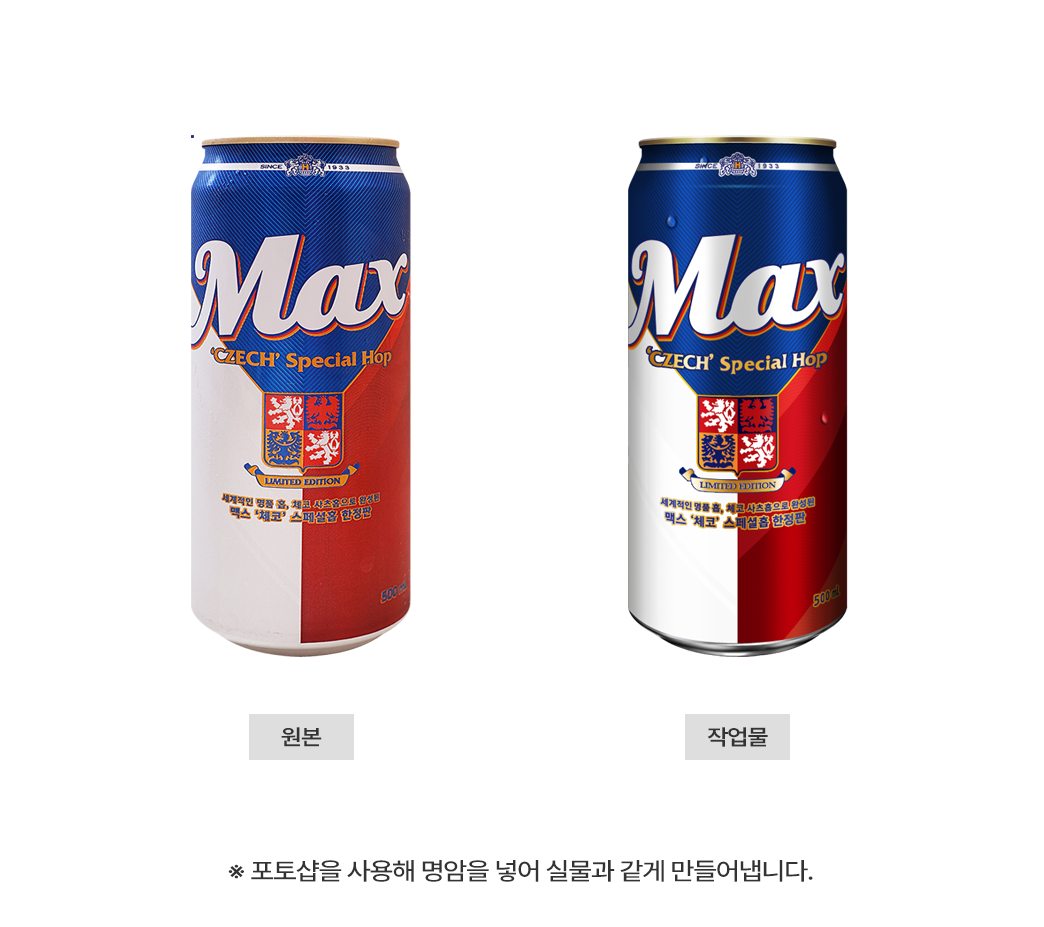 SINCE 1933
Max
'CZECH' Special Hop
LIMITED EDITION
세계적인 명품 홉, 체코 사츠홉으로 완성된
맥스 '체코' 스페셜홉 한정판
500 mL
SINCE 1933
Max
'CZECH' Special Hop
LIMITED EDITION
세계적인 명품 홉, 체코 사츠홉으로 완성된
맥스 '체코' 스페셜홉 한정판
500 mL
원본
작업물
※ 포토샵을 사용해 명암을 넣어 실물과 같게 만들어냅니다.